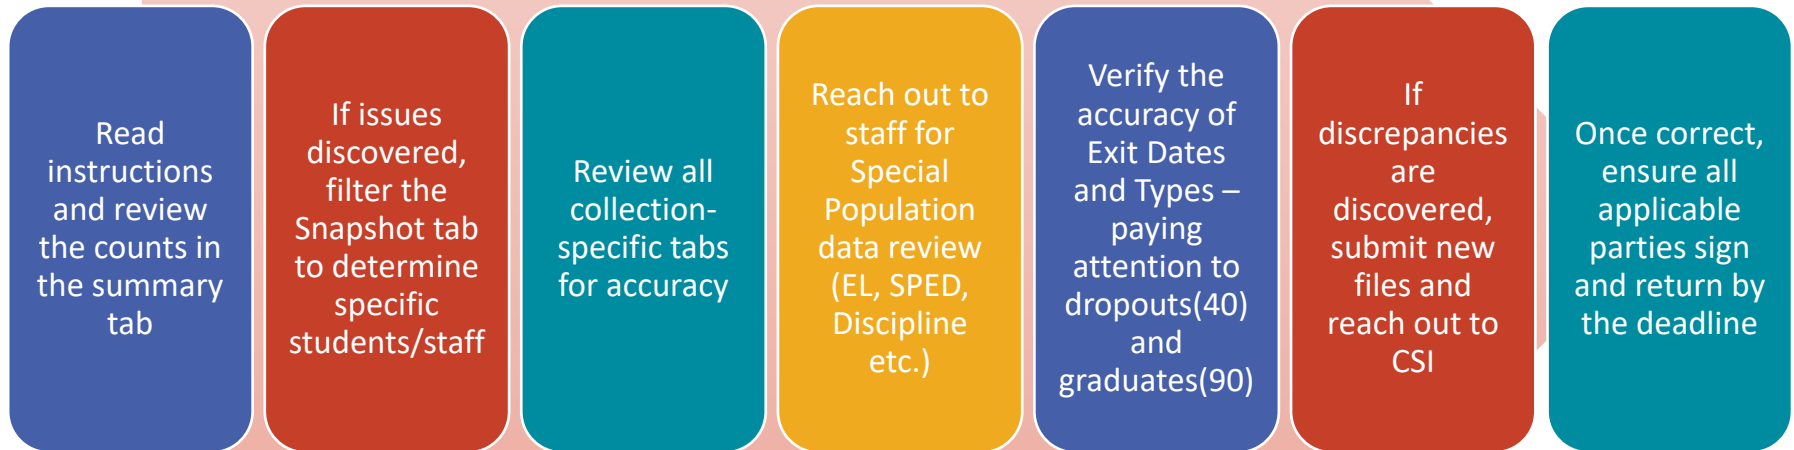 Read
instructions
and review
the counts in
the summary
tab
If issues
discovered,
filter the
Snapshot tab
to determine
specific
students/staff
Review all
collection-
specific tabs
for accuracy
Reach out to
staff for
Special
Population
data review
(EL, SPED,
Discipline
etc.)
Verify the
accuracy of
Exit Dates
and Types –
paying
attention to
dropouts(40)
and
graduates(90)
If
discrepancies
are
discovered,
submit new
files and
reach out to
CSI
Once correct,
ensure all
applicable
parties sign
and return by
the deadline